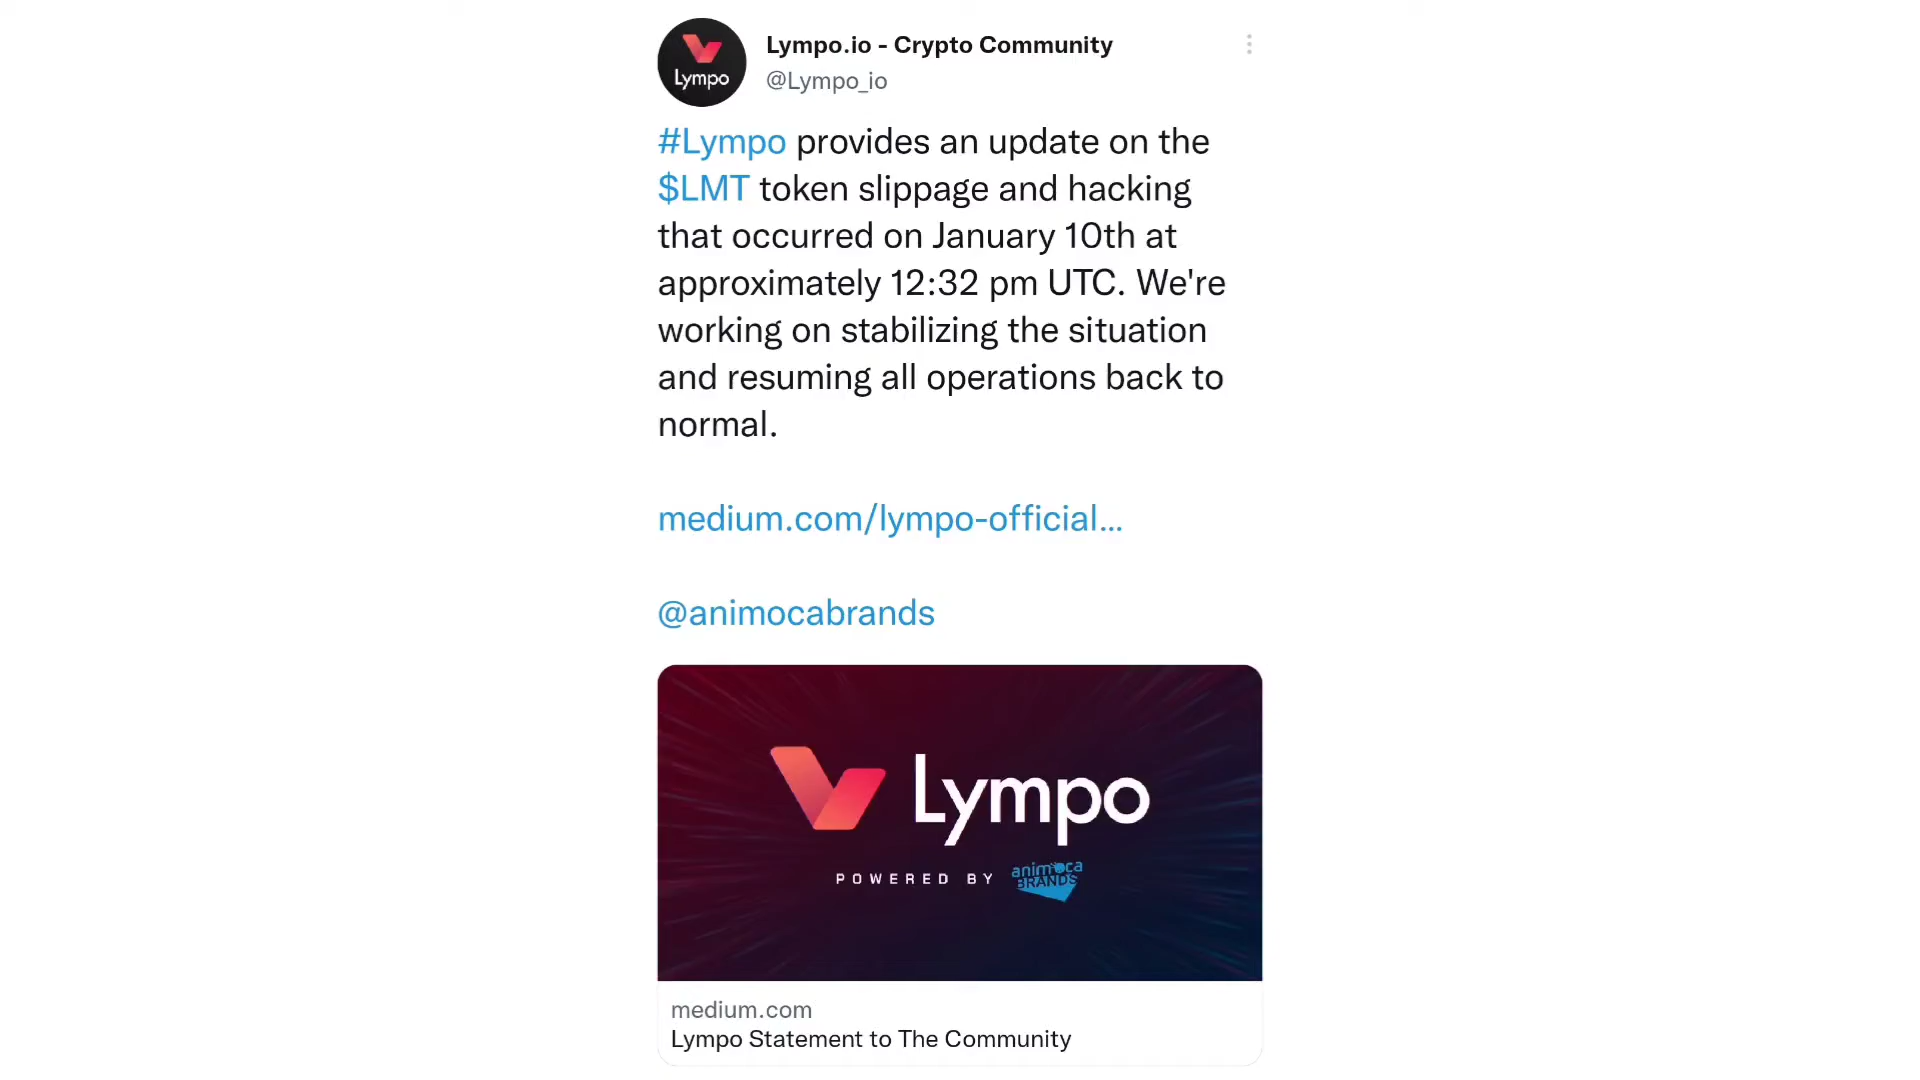 Lympo
Lympo.io - Crypto Community
@Lympo_io
#Lympo provides an update on the
$LMT token slippage and hacking
that occurred on January 10th at
approximately 12:32 pm UTC. We're
working on stabilizing the situation
and resuming all operations back to
normal.
medium.com/lympo-official...
@animocabrands
Lympo
POWERED BY animoca BRANDS
medium.com
Lympo Statement to The Community